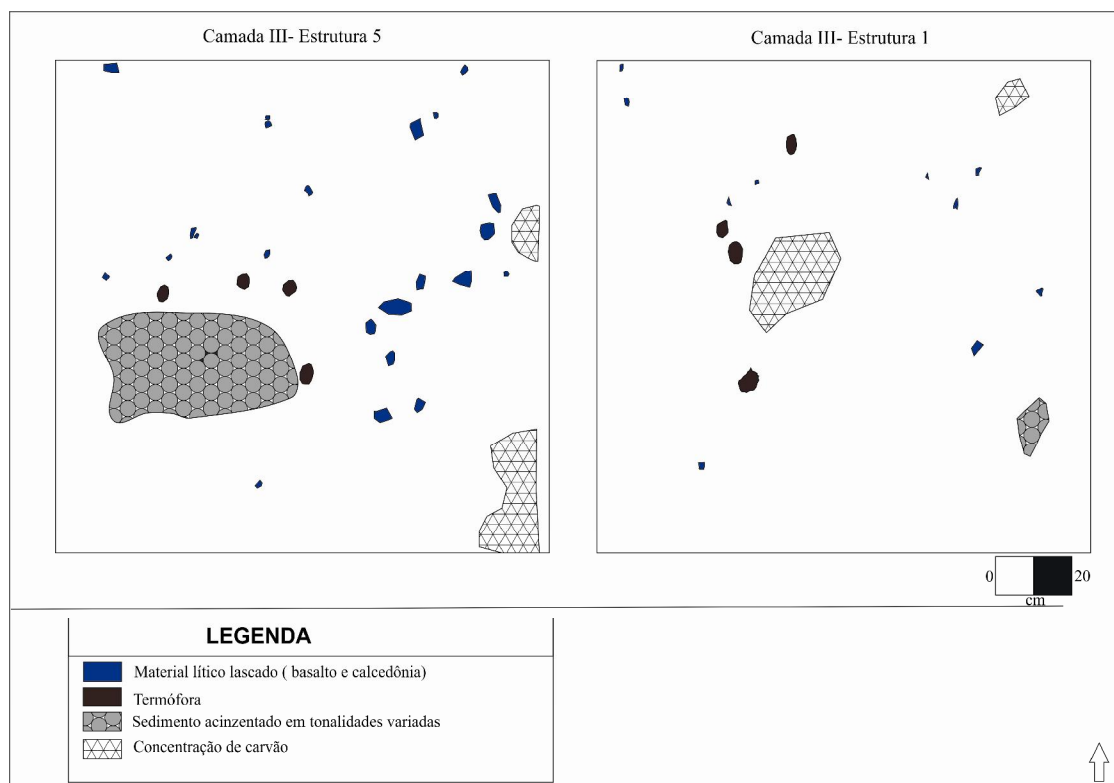 Camada III- Estrutura 5
Camada III- Estrutura 1
0 20
cm
LEGENDA
Material lítico lascado ( basalto e calcedônia)
Termófora
Sedimento acinzentado em tonalidades variadas
Concentração de carvão